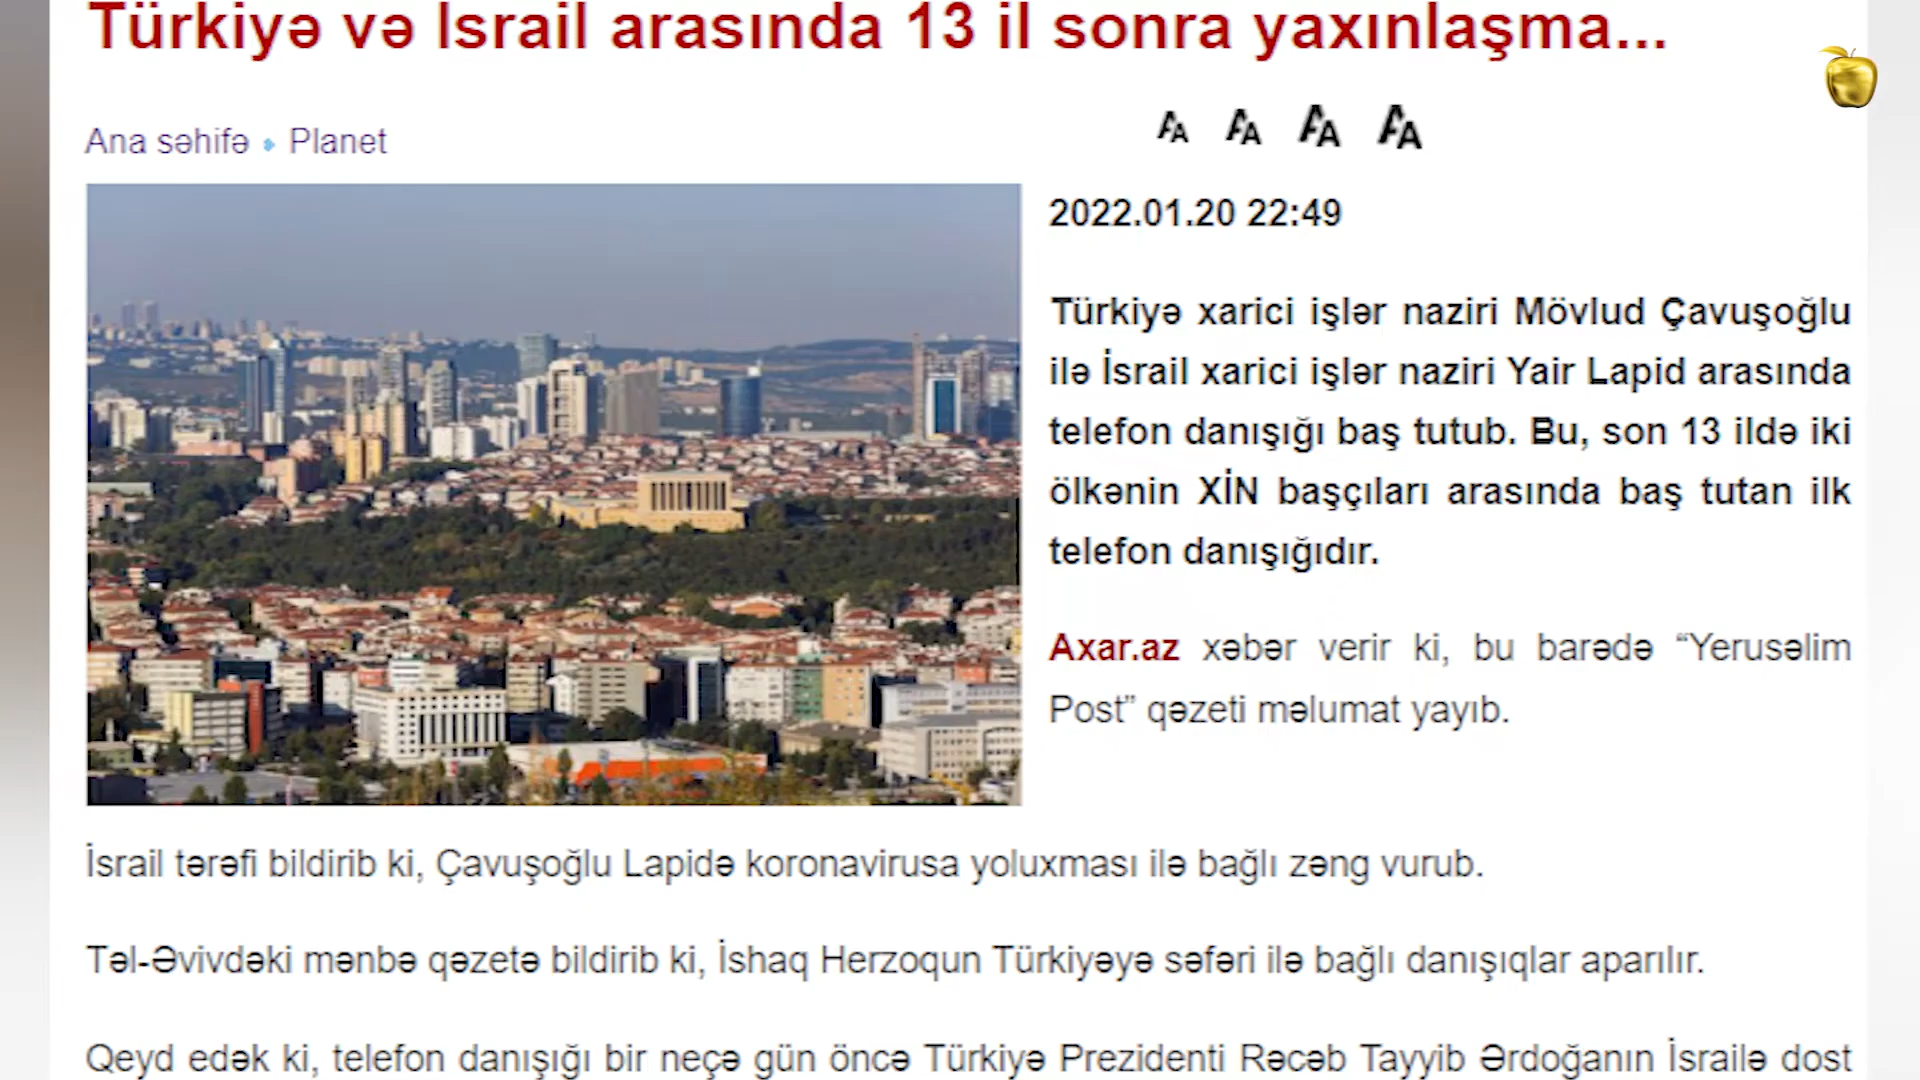 Türkiyə və İsrail arasında 13 il sonra yaxınlaşma...
Ana səhifə Planet
AA AA AA AA
2022.01.20 22:49
Türkiyə xarici işlər naziri Mövlud Çavuşoğlu
ilə İsrail xarici işlər naziri Yair Lapid arasında
telefon danışığı baş tutub. Bu, son 13 ildə iki
ölkənin XİN başçıları arasında baş tutan ilk
telefon danışığıdır.
Axar.az xəbər verir ki, bu barədə “Yerusəlim
Post” qəzeti məlumat yayıb.
İsrail tərəfi bildirib ki, Çavuşoğlu Lapidə koronavirusa yoluxması ilə bağlı zəng vurub.
Təl-Əvivdəki mənbə qəzetə bildirib ki, İshaq Herzoqun Türkiyəyə səfəri ilə bağlı danışıqlar aparılır.
Qeyd edək ki, telefon danışığı bir neçə gün öncə Türkiyə Prezidenti Rəcəb Tayyib Ərdoğanın İsrailə dost